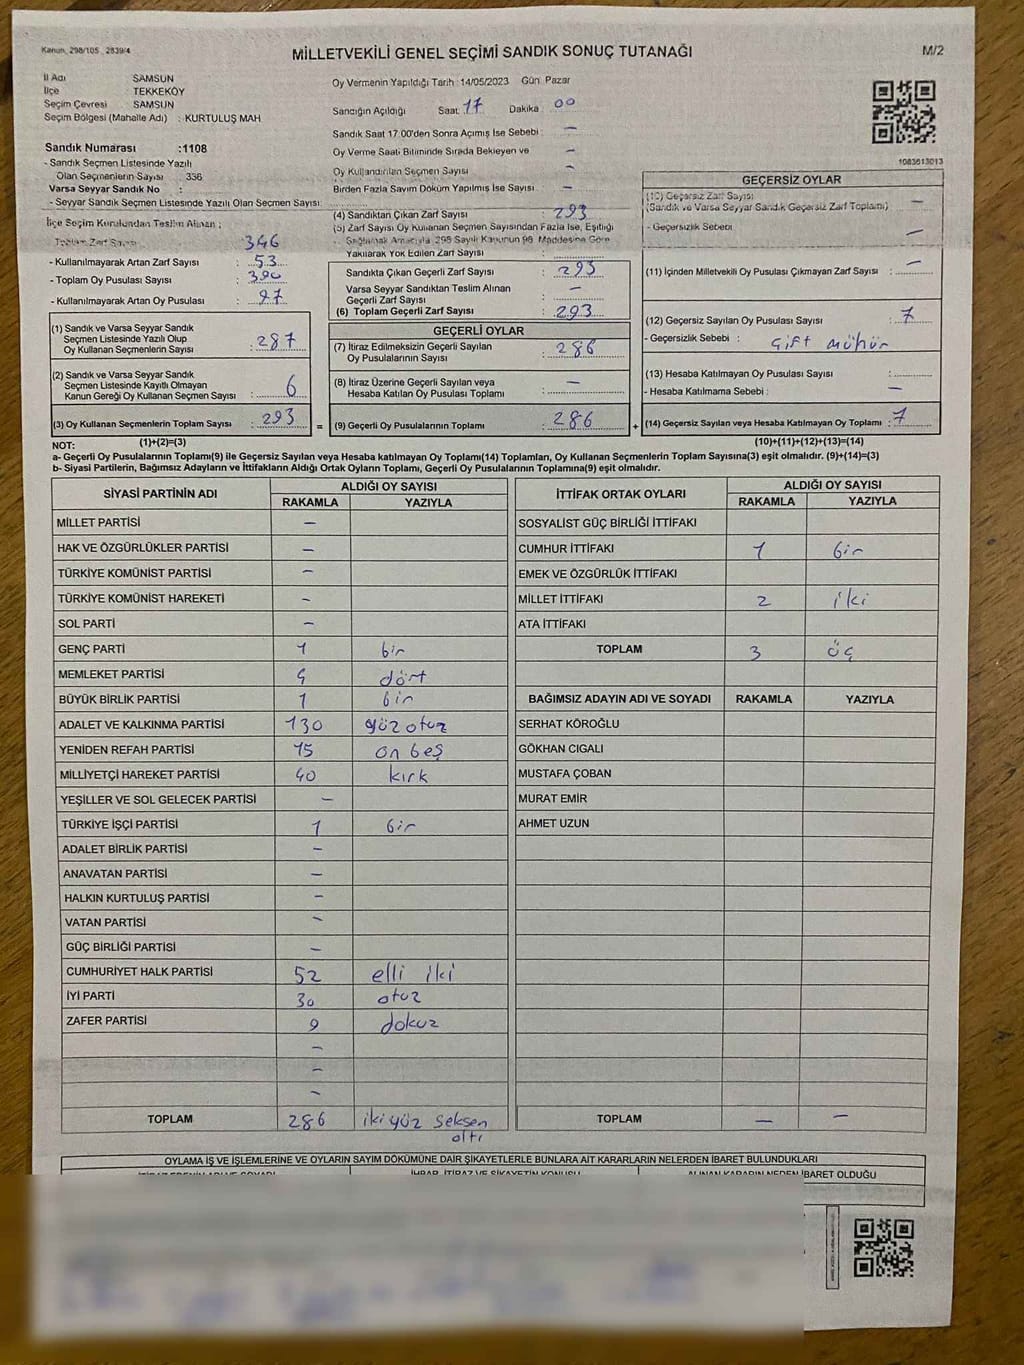 Kanun 298/105 2839/4
MİLLETVEKİLİ GENEL SEÇİMİ SANDIK SONUÇ TUTANAĞI
M/2
İl Adı SAMSUN
İlçe TEKKEKÖY
Seçim Çevresi SAMSUN
Seçim Bölgesi (Mahalle Adı) : KURTULUŞ MAH
Sandık Numarası :1108
- Sandık Seçmen Listesinde Yazılı
Olan Seçmenlerin Sayısı : 336
Varsa Seyyar Sandık No :
- Seyyar Sandık Seçmen Listesinde Yazılı Olan Seçmen Sayısı:
İlçe Seçim Kurulundan Teslim Alınan ;
Toplam Zarf Sayısı : 346
- Kullanılmayarak Artan Zarf Sayısı : 53
- Toplam Oy Pusulası Sayısı : 390
- Kullanılmayarak Artan Oy Pusulası : 97
(1) Sandık ve Varsa Seyyar Sandık
Seçmen Listesinde Yazılı Olup
Oy Kullanan Seçmenlerin Sayısı : 287
(2) Sandık ve Varsa Seyyar Sandık
Seçmen Listesinde Kayıtlı Olmayan
Kanun Gereği Oy Kullanan Seçmen Sayısı : 6
(3) Oy Kullanan Seçmenlerin Toplam Sayısı : 293 =
Oy Vermenin Yapıldığı Tarih :14/05/2023 Gün Pazar
Sandığın Açıldığı Saat: 17 Dakika : 00
Sandık Saat 17:00'den Sonra Açımış İse Sebebi : —
Oy Verme Saati Bitiminde Sırada Bekleyen ve : —
Oy Kullandırılan Seçmen Sayısı : —
Birden Fazla Sayım Döküm Yapılmış İse Sayısı : —
(4) Sandıktan Çıkan Zarf Sayısı : 293
(5) Zarf Sayısı Oy Kullanan Seçmen Sayısından Fazla İse, Eşitliği
Sağlamak Amacıyla 298 Sayılı Kanunun 98. Maddesine Göre
Yakılarak Yok Edilen Zarf Sayısı :
Sandıkta Çıkan Geçerli Zarf Sayısı : 293
Varsa Seyyar Sandıktan Teslim Alınan
Geçerli Zarf Sayısı : —
(6) Toplam Geçerli Zarf Sayısı : 293
GEÇERLİ OYLAR
(7) İtiraz Edilmeksizin Geçerli Sayılan
Oy Pusulalarının Sayısı : 286
(8) İtiraz Üzerine Geçerli Sayılan veya
Hesaba Katılan Oy Pusulası Toplamı : —
(9) Geçerli Oy Pusulalarının Toplamı : 286 +
1083613013
GEÇERSİZ OYLAR
(10) Geçersiz Zarf Sayısı
(Sandık ve Varsa Seyyar Sandık Geçersiz Zarf Toplamı) : —
- Geçersizlik Sebebi : —
(11) İçinden Milletvekili Oy Pusulası Çıkmayan Zarf Sayısı : —
(12) Geçersiz Sayılan Oy Pusulası Sayısı : 7
- Geçersizlik Sebebi : Çift mühür
(13) Hesaba Katılmayan Oy Pusulası Sayısı :
- Hesaba Katılmama Sebebi : —
(14) Geçersiz Sayılan veya Hesaba Katılmayan Oy Toplamı : 7
NOT: (1)+(2)=(3) (10)+(11)+(12)+(13)=(14)
a- Geçerli Oy Pusulalarının Toplamı(9) ile Geçersiz Sayılan veya Hesaba Katılmayan Oy Toplamı(14) Toplamları, Oy Kullanan Seçmenlerin Toplam Sayısına(3) eşit olmalıdır. (9)+(14)=(3)
b- Siyasi Partilerin, Bağımsız Adayların ve İttifakların Aldığı Ortak Oyların Toplamı, Geçerli Oy Pusulalarının Toplamına(9) eşit olmalıdır.
SİYASİ PARTİNİN ADI ALDIĞI OY SAYISI
RAKAMLA YAZIYLA
MİLLET PARTİSİ —
HAK VE ÖZGÜRLÜKLER PARTİSİ —
TÜRKİYE KOMÜNİST PARTİSİ —
TÜRKİYE KOMÜNİST HAREKETİ —
SOL PARTİ —
GENÇ PARTİ 1 bir
MEMLEKET PARTİSİ 4 dört
BÜYÜK BİRLİK PARTİSİ 1 bir
ADALET VE KALKINMA PARTİSİ 130 yüz otuz
YENİDEN REFAH PARTİSİ 15 on beş
MİLLİYETÇİ HAREKET PARTİSİ 40 kırk
YEŞİLLER VE SOL GELECEK PARTİSİ —
TÜRKİYE İŞÇİ PARTİSİ 1 bir
ADALET BİRLİK PARTİSİ —
ANAVATAN PARTİSİ —
HALKIN KURTULUŞ PARTİSİ —
VATAN PARTİSİ —
GÜÇ BİRLİĞİ PARTİSİ —
CUMHURİYET HALK PARTİSİ 52 elli iki
İYİ PARTİ 30 otuz
ZAFER PARTİSİ 9 dokuz
—
—
—
TOPLAM 286 iki yüz seksen
altı
İTTİFAK ORTAK OYLARI ALDIĞI OY SAYISI
RAKAMLA YAZIYLA
SOSYALİST GÜÇ BİRLİĞİ İTTİFAKI
CUMHUR İTTİFAKI 1 bir
EMEK VE ÖZGÜRLÜK İTTİFAKI
MİLLET İTTİFAKI 2 iki
ATA İTTİFAKI
TOPLAM 3 üç
BAĞIMSIZ ADAYIN ADI VE SOYADI RAKAMLA YAZIYLA
SERHAT KÖROĞLU
GÖKHAN CIGALI
MUSTAFA ÇOBAN
MURAT EMİR
AHMET UZUN
TOPLAM — —
OYLAMA İŞ VE İŞLEMLERİNE VE OYLARIN SAYIM DÖKÜMÜNE DAİR ŞİKAYETLERLE BUNLARA AİT KARARLARIN NELERDEN İBARET BULUNDUKLARI
İHBAR, İTİRAZ VE ŞİKAYETİN KONUSU ALINAN KARARIN NEDEN İBARET OLDUĞU